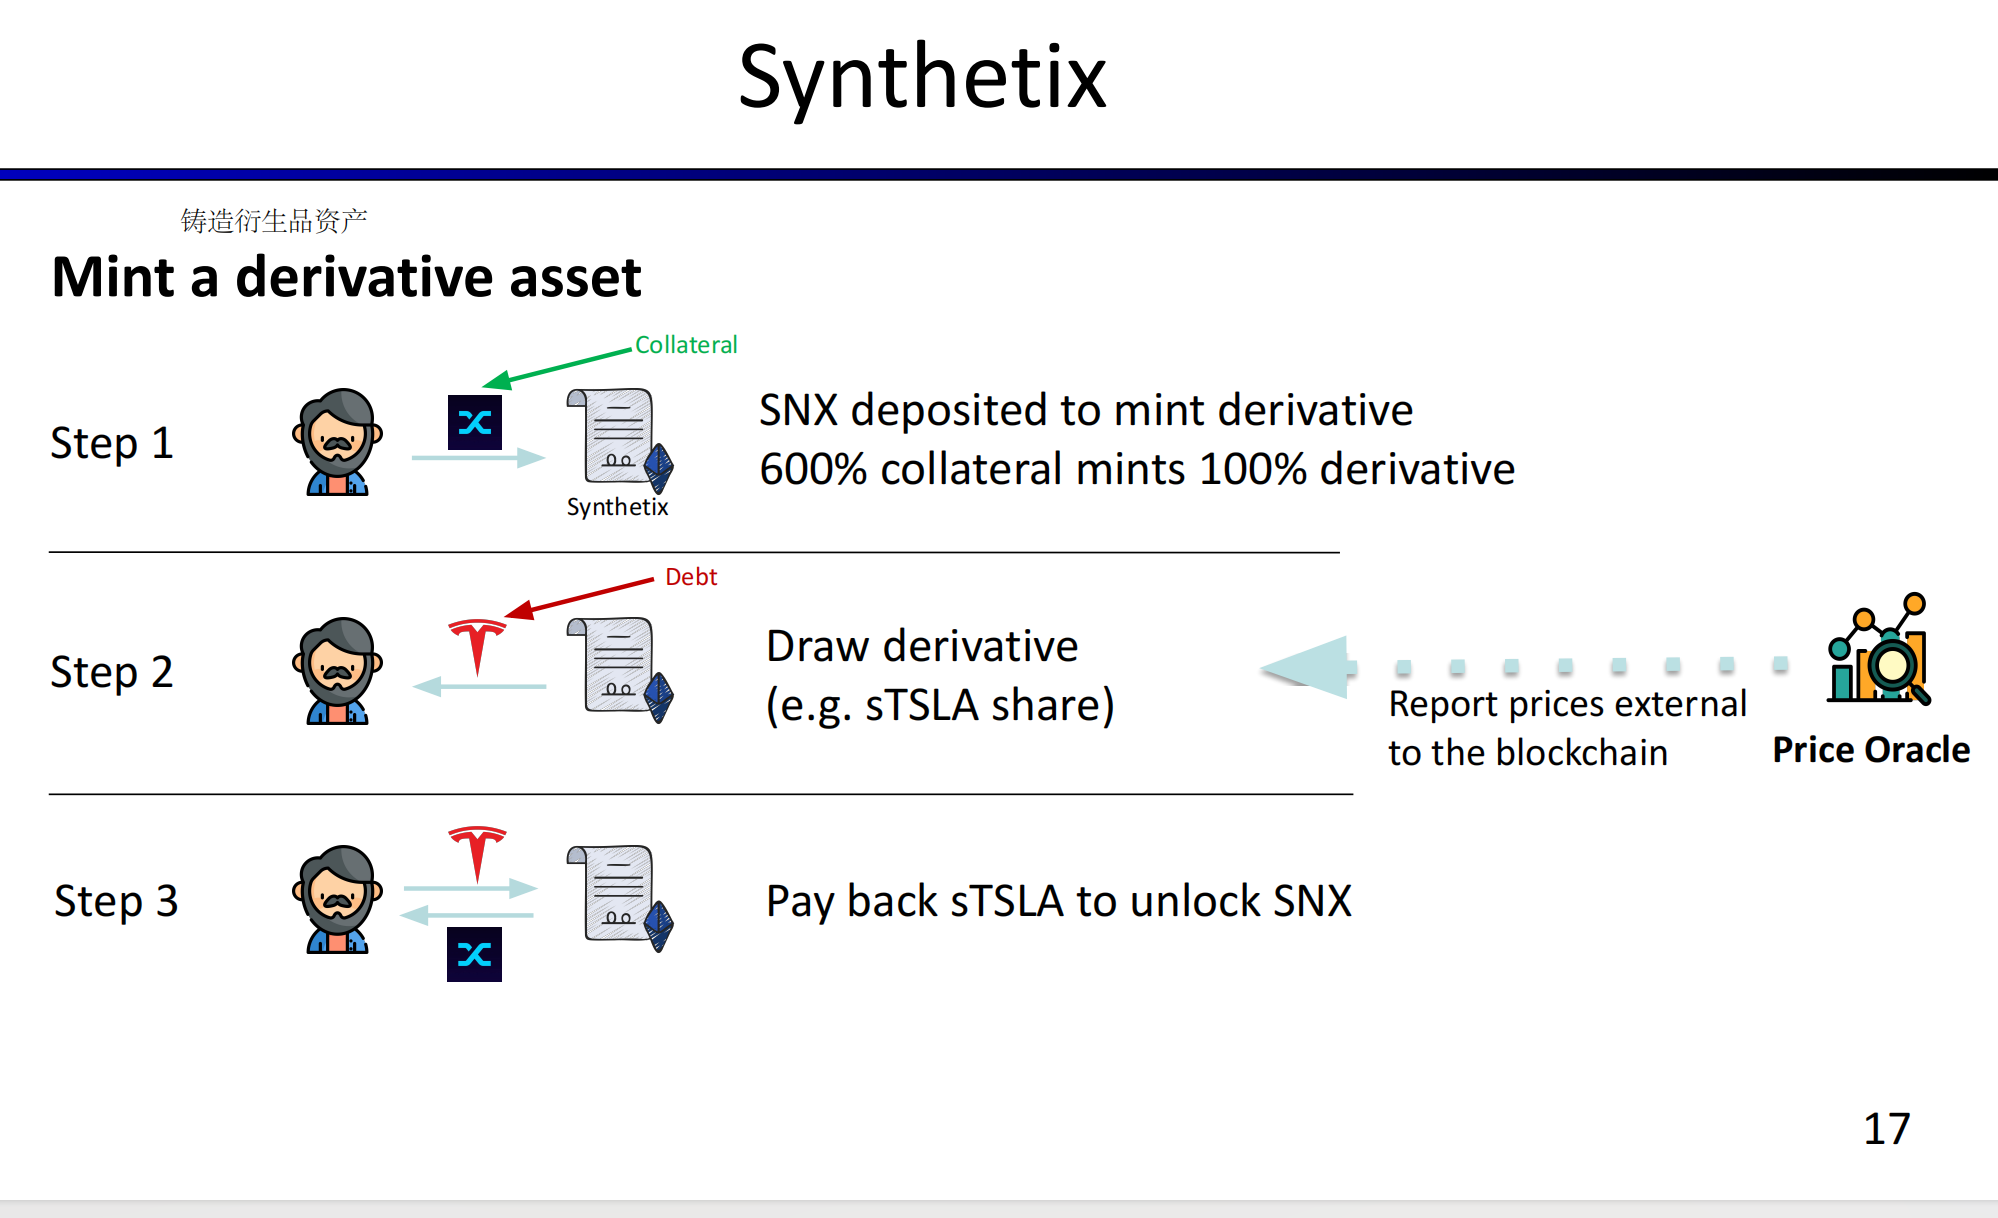 Synthetix
铸造衍生品资产
Mint a derivative asset
Collateral
Step 1
SNX deposited to mint derivative
600% collateral mints 100% derivative
Synthetix
Debt
Step 2
Draw derivative
(e.g. sTSLA share)
Report prices external
to the blockchain
Price Oracle
Step 3
Pay back sTSLA to unlock SNX
17